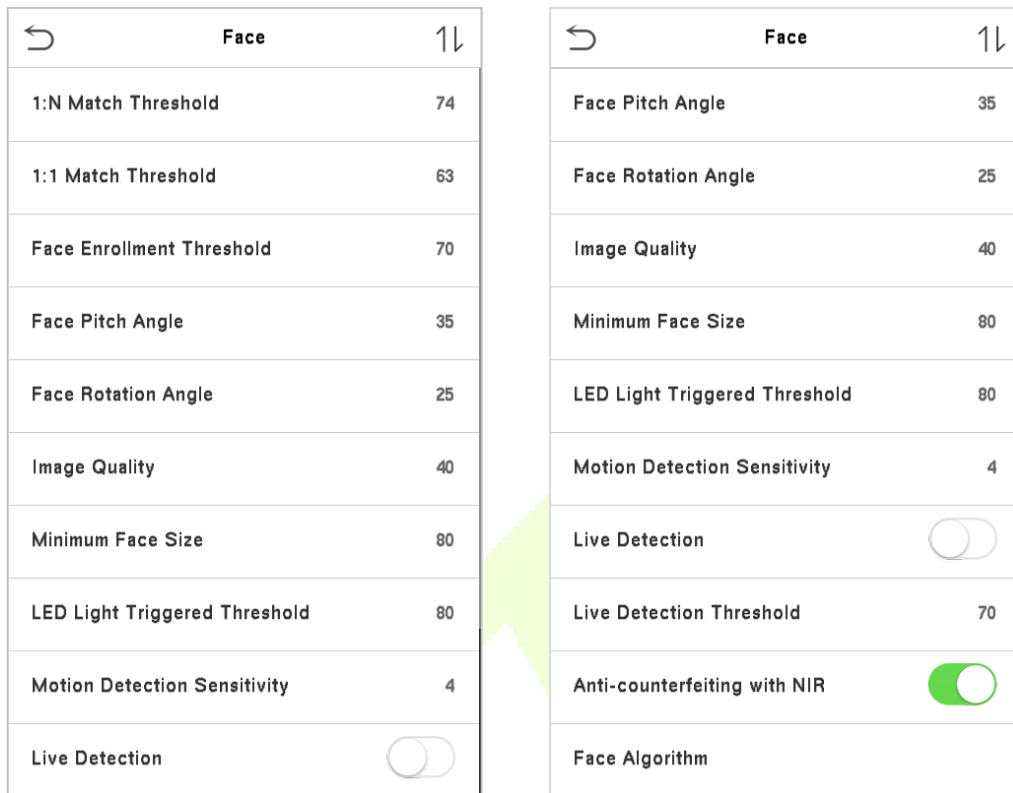 Face
1:N Match Threshold 74
1:1 Match Threshold 63
Face Enrollment Threshold 70
Face Pitch Angle 35
Face Rotation Angle 25
Image Quality 40
Minimum Face Size 80
LED Light Triggered Threshold 80
Motion Detection Sensitivity 4
Live Detection
Face
Face Pitch Angle 35
Face Rotation Angle 25
Image Quality 40
Minimum Face Size 80
LED Light Triggered Threshold 80
Motion Detection Sensitivity 4
Live Detection
Live Detection Threshold 70
Anti-counterfeiting with NIR
Face Algorithm